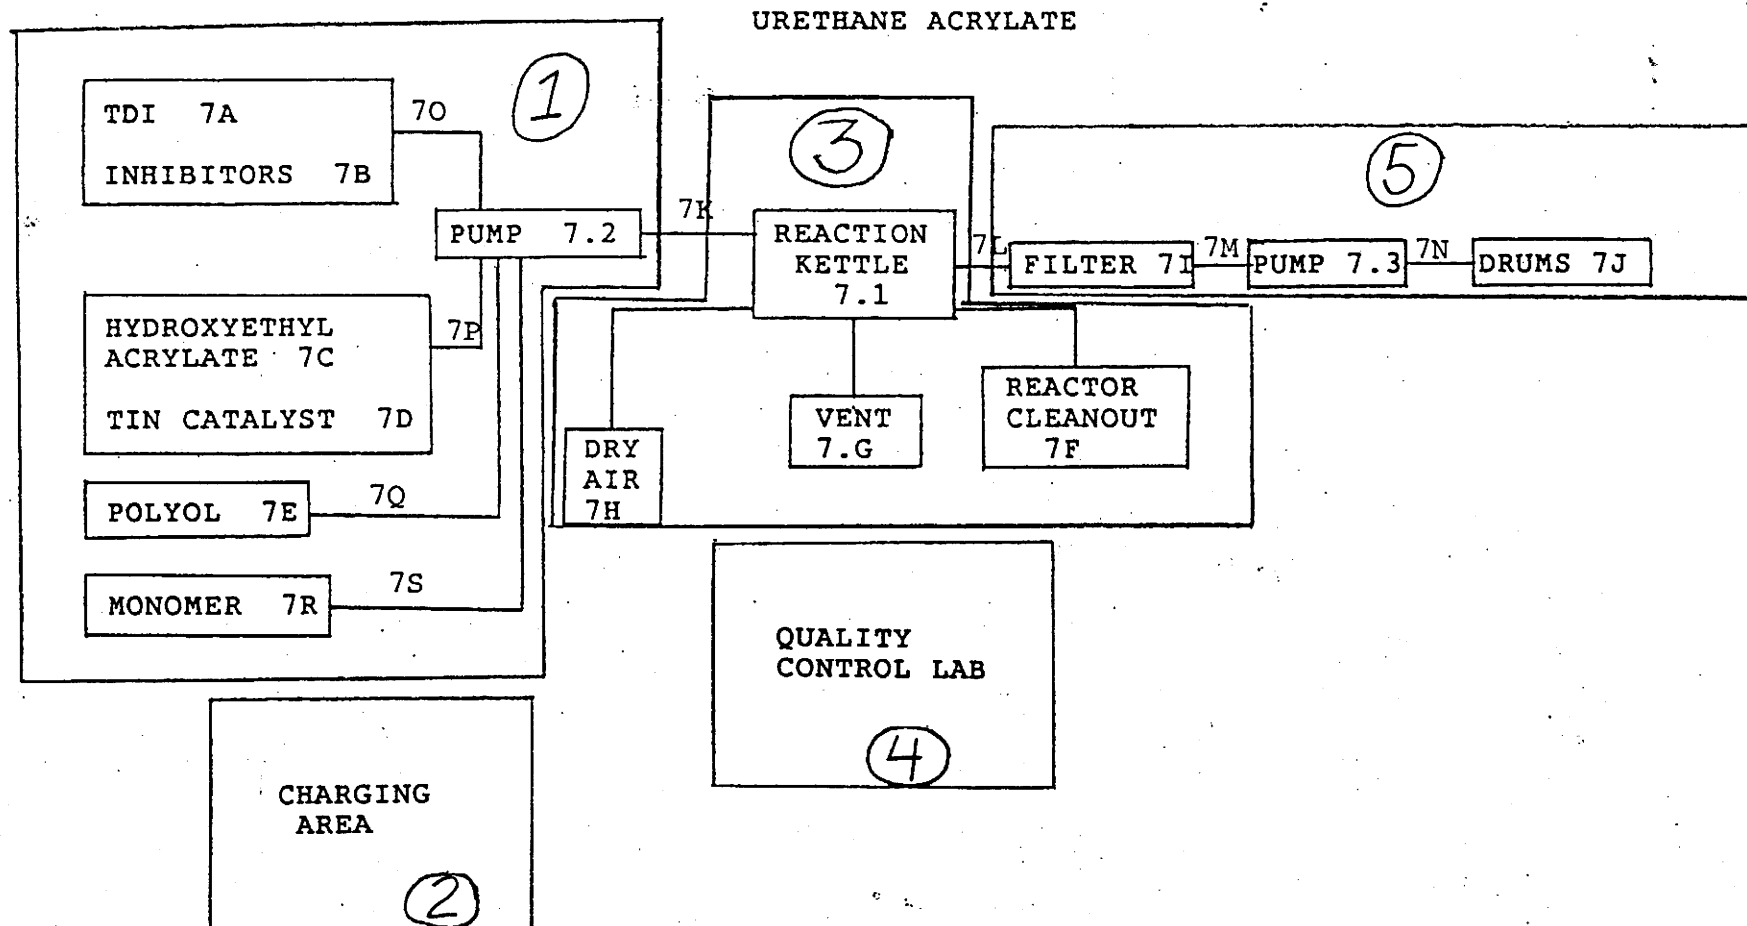 URETHANE ACRYLATE
1
TDI 7A
7O
INHIBITORS 7B
PUMP 7.2
7K
HYDROXYETHYL
ACRYLATE 7C
7P
TIN CATALYST 7D
POLYOL 7E
7Q
MONOMER 7R
7S
3
REACTION
KETTLE
7.1
7L
DRY
AIR
7H
VENT
7.G
REACTOR
CLEANOUT
7F
5
FILTER 7I
7M
PUMP 7.3
7N
DRUMS 7J
QUALITY
CONTROL LAB
4
CHARGING
AREA
2